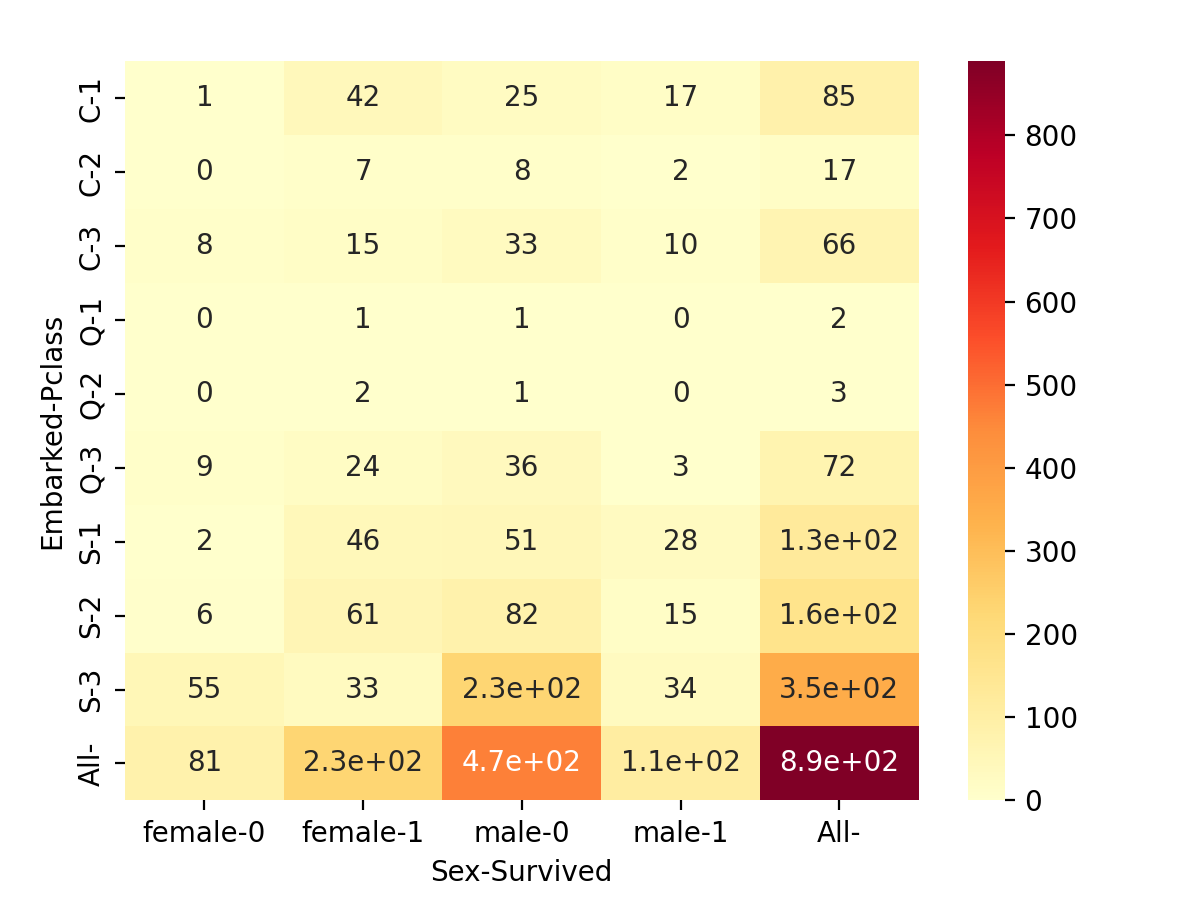 C-1 1 42 25 17 85
C-2 0 7 8 2 17
C-3 8 15 33 10 66
Q-1 0 1 1 0 2
Q-2 0 2 1 0 3
Q-3 9 24 36 3 72
S-1 2 46 51 28 1.3e+02
S-2 6 61 82 15 1.6e+02
S-3 55 33 2.3e+02 34 3.5e+02
All- 81 2.3e+02 4.7e+02 1.1e+02 8.9e+02
female-0 female-1 male-0 male-1 All-
Sex-Survived
Embarked-Pclass
800
700
600
500
400
300
200
100
0